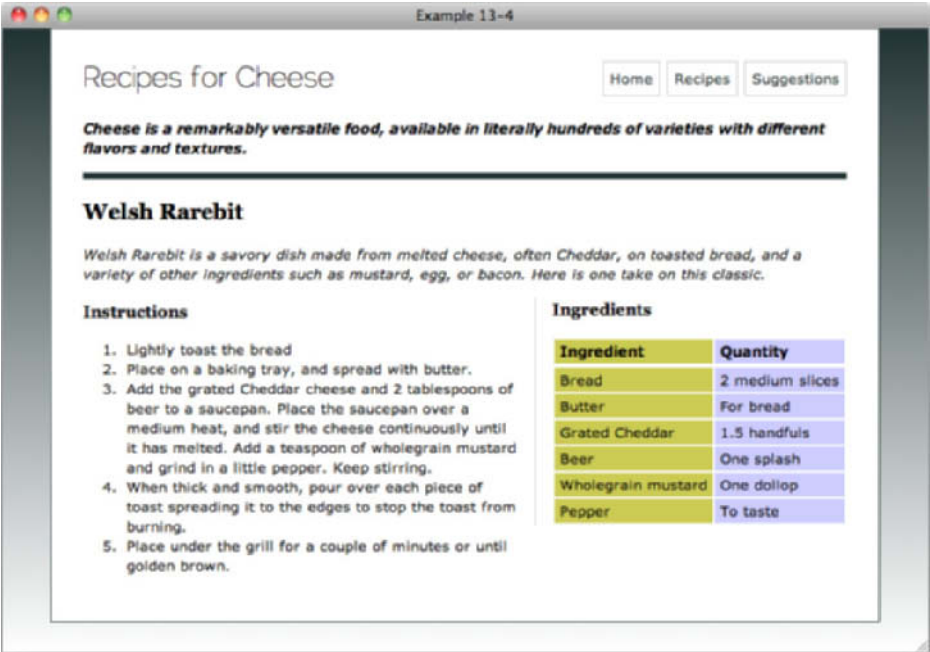 Example 13-4
Recipes for Cheese
Home Recipes Suggestions
Cheese is a remarkably versatile food, available in literally hundreds of varieties with different
flavors and textures.
Welsh Rarebit
Welsh Rarebit is a savory dish made from melted cheese, often Cheddar, on toasted bread, and a
variety of other ingredients such as mustard, egg, or bacon. Here is one take on this classic.
Instructions
1. Lightly toast the bread
2. Place on a baking tray, and spread with butter.
3. Add the grated Cheddar cheese and 2 tablespoons of
beer to a saucepan. Place the saucepan over a
medium heat, and stir the cheese continuously until
it has melted. Add a teaspoon of wholegrain mustard
and grind in a little pepper. Keep stirring.
4. When thick and smooth, pour over each piece of
toast spreading it to the edges to stop the toast from
burning.
5. Place under the grill for a couple of minutes or until
golden brown.
Ingredients
Ingredient Quantity
Bread 2 medium slices
Butter For bread
Grated Cheddar 1.5 handfuls
Beer One splash
Wholegrain mustard One dollop
Pepper To taste